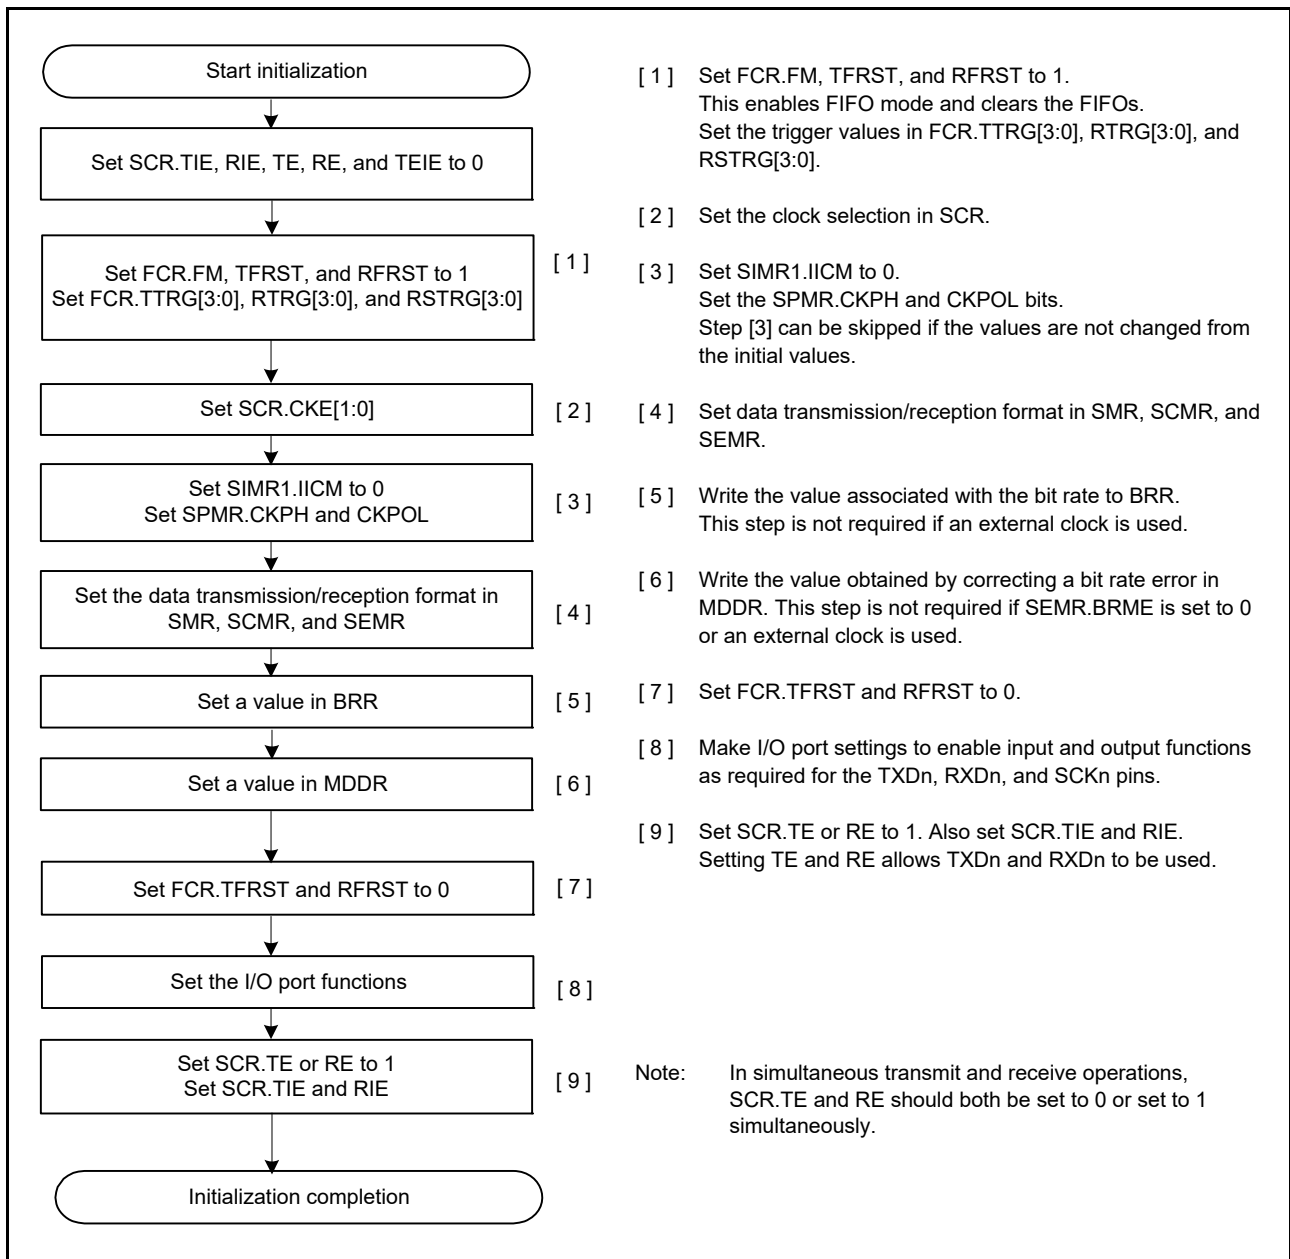 Start initialization
Set SCR.TIE, RIE, TE, RE, and TEIE to 0
Set FCR.FM, TFRST, and RFRST to 1
Set FCR.TTRG[3:0], RTRG[3:0], and RSTRG[3:0]
[ 1 ]
Set SCR.CKE[1:0]
[ 2 ]
Set SIMR1.IICM to 0
Set SPMR.CKPH and CKPOL
[ 3 ]
Set the data transmission/reception format in
SMR, SCMR, and SEMR
[ 4 ]
Set a value in BRR
[ 5 ]
Set a value in MDDR
[ 6 ]
Set FCR.TFRST and RFRST to 0
[ 7 ]
Set the I/O port functions
[ 8 ]
Set SCR.TE or RE to 1
Set SCR.TIE and RIE
[ 9 ]
Initialization completion
[ 1 ] Set FCR.FM, TFRST, and RFRST to 1.
This enables FIFO mode and clears the FIFOs.
Set the trigger values in FCR.TTRG[3:0], RTRG[3:0], and
RSTRG[3:0].
[ 2 ] Set the clock selection in SCR.
[ 3 ] Set SIMR1.IICM to 0.
Set the SPMR.CKPH and CKPOL bits.
Step [3] can be skipped if the values are not changed from
the initial values.
[ 4 ] Set data transmission/reception format in SMR, SCMR, and
SEMR.
[ 5 ] Write the value associated with the bit rate to BRR.
This step is not required if an external clock is used.
[ 6 ] Write the value obtained by correcting a bit rate error in
MDDR. This step is not required if SEMR.BRME is set to 0
or an external clock is used.
[ 7 ] Set FCR.TFRST and RFRST to 0.
[ 8 ] Make I/O port settings to enable input and output functions
as required for the TXDn, RXDn, and SCKn pins.
[ 9 ] Set SCR.TE or RE to 1. Also set SCR.TIE and RIE.
Setting TE and RE allows TXDn and RXDn to be used.
Note: In simultaneous transmit and receive operations,
SCR.TE and RE should both be set to 0 or set to 1
simultaneously.